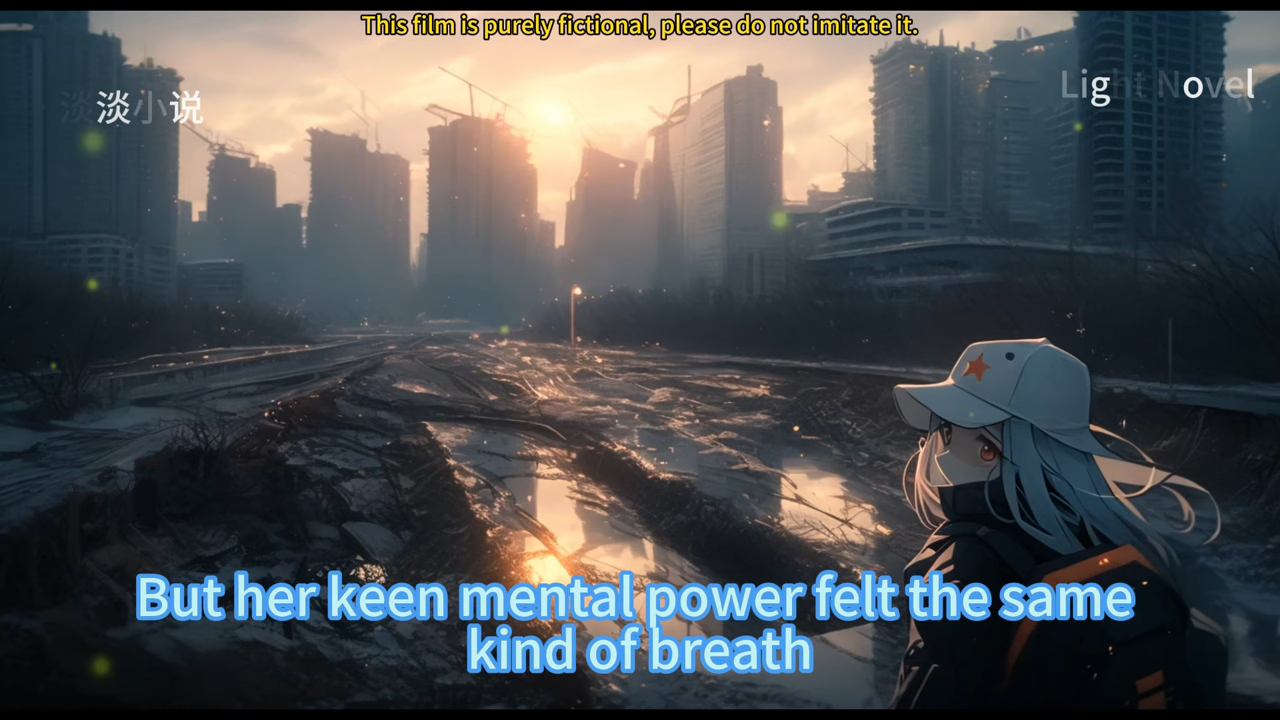 This film is purely fictional, please do not imitate it.
淡淡小说
Light Novel
But her keen mental power felt the same
kind of breath